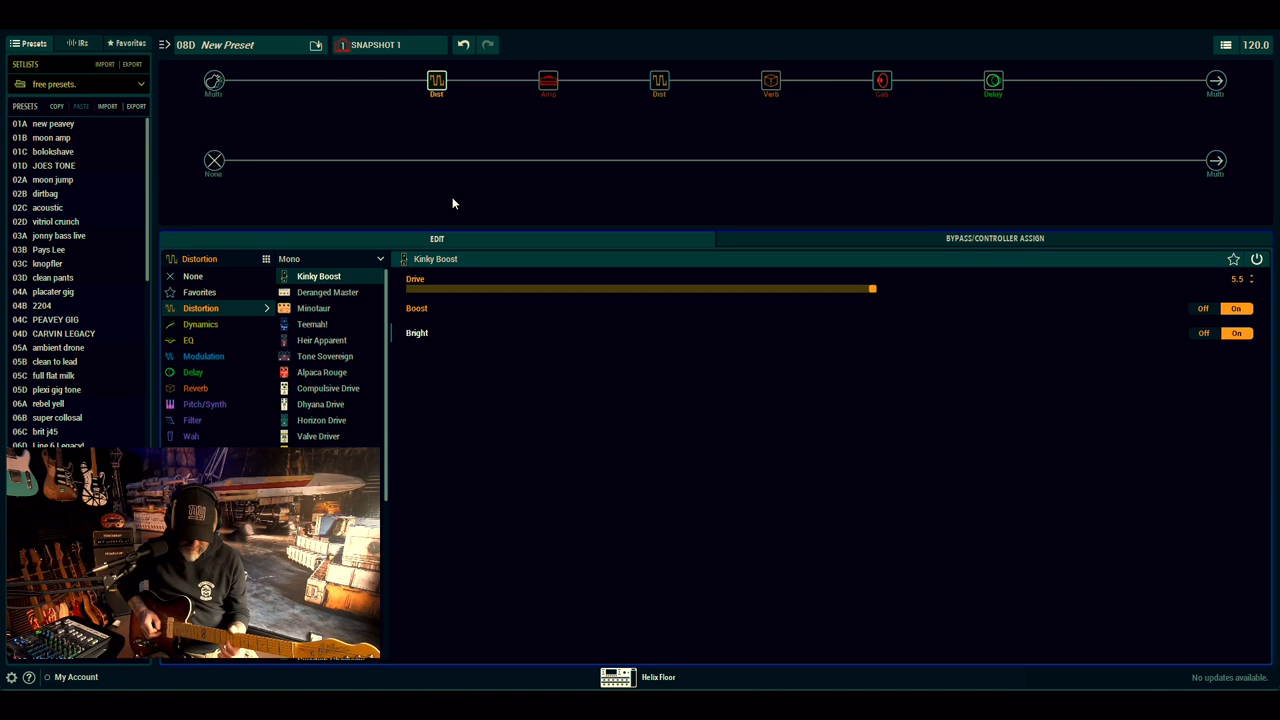 Presets IRs Favorites
08D New Preset
1 SNAPSHOT 1
120.0
SETLISTS IMPORT EXPORT
free presets.
PRESETS COPY PASTE IMPORT EXPORT
01A new peavey
01B moon amp
01C bolokshave
01D JOES TONE
02A moon jump
02B dirtbag
02C acoustic
02D vitriol crunch
03A jonny bass live
03B Pays Lee
03C knopfler
03D clean pants
04A placater gig
04B 2204
04C PEAVEY GIG
04D CARVIN LEGACY
05A ambient drone
05B clean to lead
05C full flat milk
05D plexi gig tone
06A rebel yell
06B super collosal
06C brit j45
06D Line 6 Legacy!
Multi Dist Amp Dist Verb Cab Delay Multi
None Multi
EDIT BYPASS/CONTROLLER ASSIGN
Distortion Mono
None
Favorites
Distortion
Dynamics
EQ
Modulation
Delay
Reverb
Pitch/Synth
Filter
Wah
Kinky Boost
Deranged Master
Minotaur
Teemah!
Heir Apparent
Tone Sovereign
Alpaca Rouge
Compulsive Drive
Dhyana Drive
Horizon Drive
Valve Driver
Kinky Boost
Drive 5.5
Boost Off On
Bright Off On
? My Account
Helix Floor
No updates available.